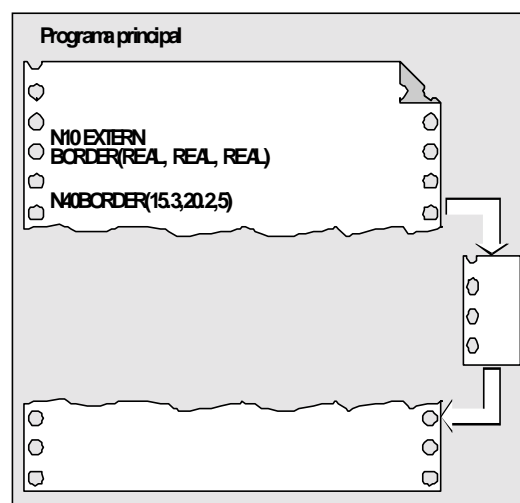 Programa principal
N10 EXTERN
BORDER(REAL, REAL, REAL)
N40BORDER(15.3,20.2,5)